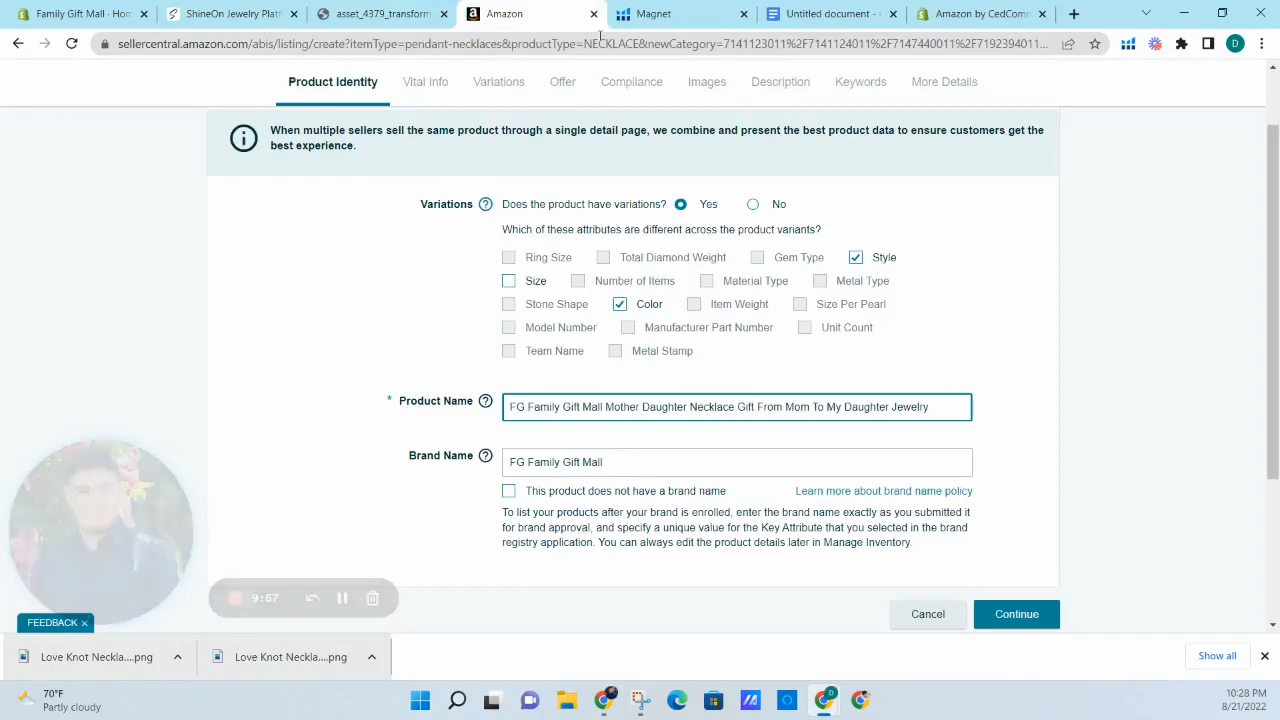 Family Gift Mall · Home
ShineOn Jewelry Platf
asset_4379_transform
Amazon
Magnet
Untitled document -
Amazon by CedComm
sellercentral.amazon.com/abis/listing/create?itemType=pendant-necklaces&productType=NECKLACE&newCategory=7141123011%2F7141124011%2F7147440011%2F7192394011...
D
Product Identity
Vital Info
Variations
Offer
Compliance
Images
Description
Keywords
More Details
When multiple sellers sell the same product through a single detail page, we combine and present the best product data to ensure customers get the
best experience.
Variations ? Does the product have variations? Yes No
Which of these attributes are different across the product variants?
Ring Size Total Diamond Weight Gem Type Style
Size Number of Items Material Type Metal Type
Stone Shape Color Item Weight Size Per Pearl
Model Number Manufacturer Part Number Unit Count
Team Name Metal Stamp
* Product Name ? FG Family Gift Mall Mother Daughter Necklace Gift From Mom To My Daughter Jewelry
Brand Name ? FG Family Gift Mall
This product does not have a brand name Learn more about brand name policy
To list your products after your brand is enrolled, enter the brand name exactly as you submitted it
for brand approval, and specify a unique value for the Key Attribute that you selected in the brand
registry application. You can always edit the product details later in Manage Inventory.
9:57
Cancel Continue
FEEDBACK
Love Knot Neckla....png
Love Knot Neckla....png
Show all
70°F
Partly cloudy
10:28 PM
8/21/2022